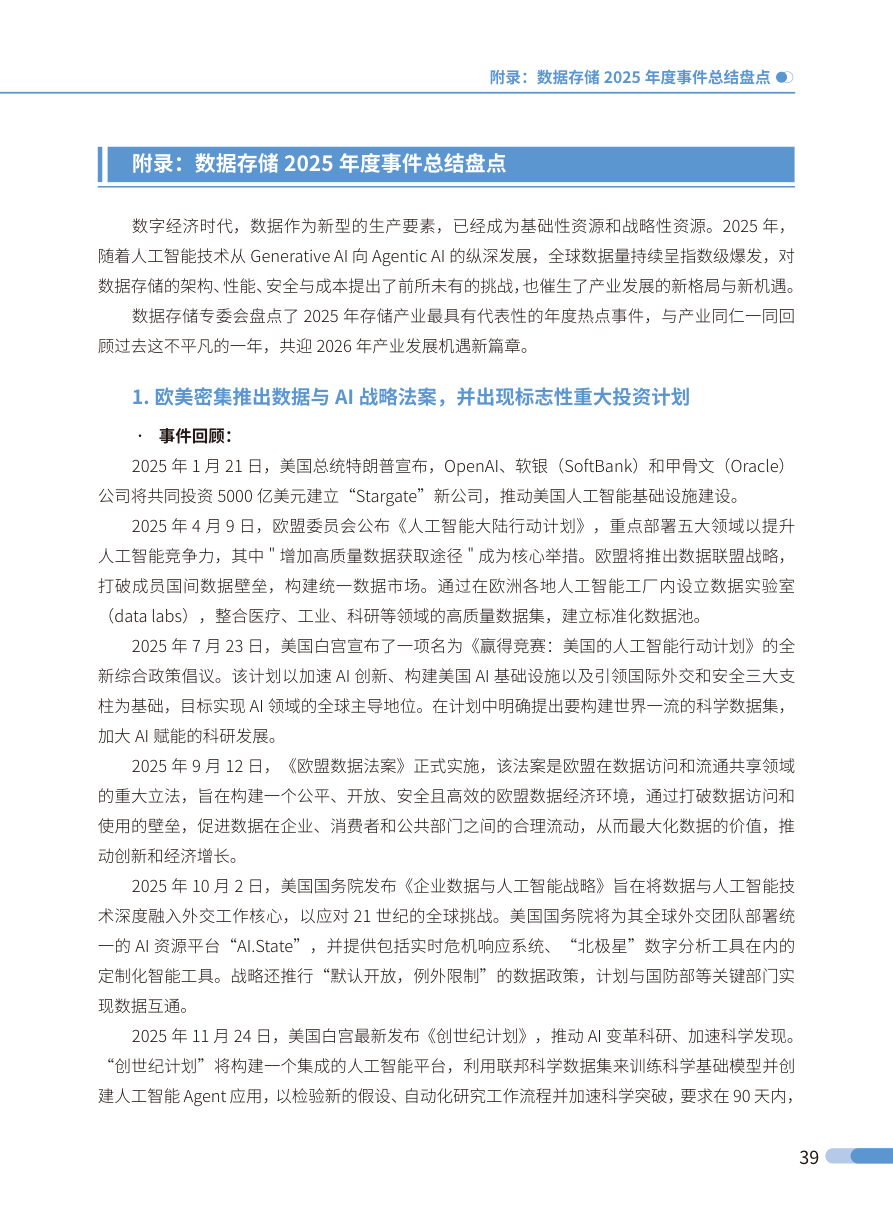 附录：数据存储 2025 年度事件总结盘点
附录：数据存储 2025 年度事件总结盘点
数字经济时代，数据作为新型的生产要素，已经成为基础性资源和战略性资源。2025 年，
随着人工智能技术从 Generative AI 向 Agentic AI 的纵深发展，全球数据量持续呈指数级爆发，对
数据存储的架构、性能、安全与成本提出了前所未有的挑战，也催生了产业发展的新格局与新机遇。
数据存储专委会盘点了 2025 年存储产业最具有代表性的年度热点事件，与产业同仁一同回
顾过去这不平凡的一年，共迎 2026 年产业发展机遇新篇章。
1. 欧美密集推出数据与 AI 战略法案，并出现标志性重大投资计划
· 事件回顾：
2025 年 1 月 21 日，美国总统特朗普宣布，OpenAI、软银（SoftBank）和甲骨文（Oracle）
公司将共同投资 5000 亿美元建立“Stargate”新公司，推动美国人工智能基础设施建设。
2025 年 4 月 9 日，欧盟委员会公布《人工智能大陆行动计划》，重点部署五大领域以提升
人工智能竞争力，其中 " 增加高质量数据获取途径 " 成为核心举措。欧盟将推出数据联盟战略，
打破成员国间数据壁垒，构建统一数据市场。通过在欧洲各地人工智能工厂内设立数据实验室
（data labs），整合医疗、工业、科研等领域的高质量数据集，建立标准化数据池。
2025 年 7 月 23 日，美国白宫宣布了一项名为《赢得竞赛：美国的人工智能行动计划》的全
新综合政策倡议。该计划以加速 AI 创新、构建美国 AI 基础设施以及引领国际外交和安全三大支
柱为基础，目标实现 AI 领域的全球主导地位。在计划中明确提出要构建世界一流的科学数据集，
加大 AI 赋能的科研发展。
2025 年 9 月 12 日，《欧盟数据法案》正式实施，该法案是欧盟在数据访问和流通共享领域
的重大立法，旨在构建一个公平、开放、安全且高效的欧盟数据经济环境，通过打破数据访问和
使用的壁垒，促进数据在企业、消费者和公共部门之间的合理流动，从而最大化数据的价值，推
动创新和经济增长。
2025 年 10 月 2 日，美国国务院发布《企业数据与人工智能战略》旨在将数据与人工智能技
术深度融入外交工作核心，以应对 21 世纪的全球挑战。美国国务院将为其全球外交团队部署统
一的 AI 资源平台“AI.State”，并提供包括实时危机响应系统、“北极星”数字分析工具在内的
定制化智能工具。战略还推行“默认开放，例外限制”的数据政策，计划与国防部等关键部门实
现数据互通。
2025 年 11 月 24 日，美国白宫最新发布《创世纪计划》，推动 AI 变革科研、加速科学发现。
“创世纪计划”将构建一个集成的人工智能平台，利用联邦科学数据集来训练科学基础模型并创
建人工智能 Agent 应用，以检验新的假设、自动化研究工作流程并加速科学突破，要求在 90 天内，
39